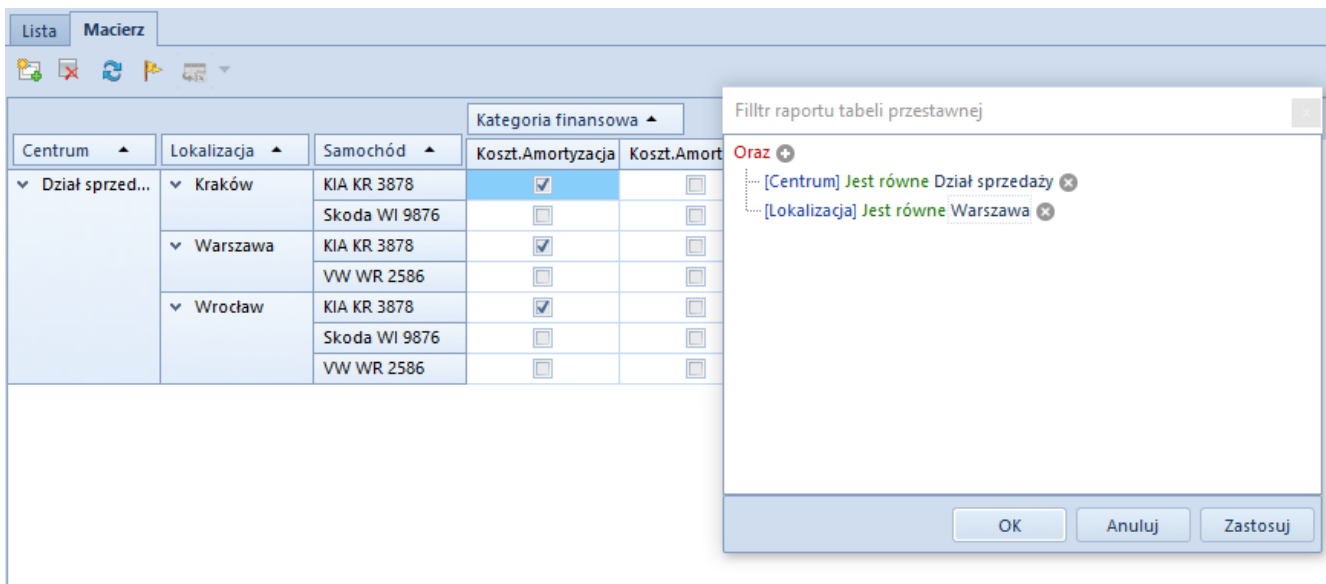 Lista Macierz
Filltr raportu tabeli przestawnej
Kategoria finansowa
Centrum Lokalizacja Samochód Koszt.Amortyzacja Koszt.Amort
Oraz
Dział sprzed... Kraków KIA KR 3878
[Centrum] Jest równe Dział sprzedaży
Skoda WI 9876
[Lokalizacja] Jest równe Warszawa
Warszawa KIA KR 3878
VW WR 2586
Wrocław KIA KR 3878
Skoda WI 9876
VW WR 2586
OK Anuluj Zastosuj